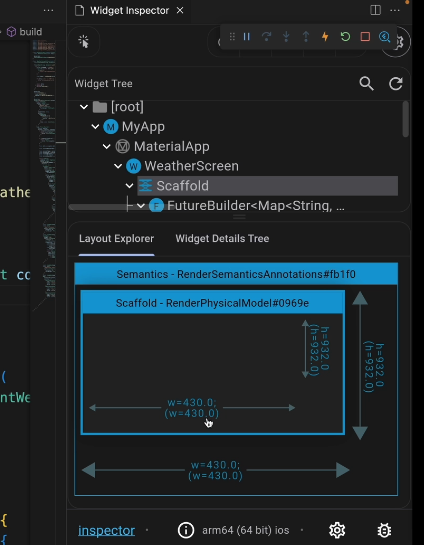 Widget Inspector
build
Widget Tree
[root]
M MyApp
M MaterialApp
W WeatherScreen
Scaffold
F FutureBuilder<Map<String, ...
Layout Explorer Widget Details Tree
Semantics - RenderSemanticsAnnotations#fb1f0
Scaffold - RenderPhysicalModel#0969e
h=932.0
(h=932.0)
h=932.0
(h=932.0)
w=430.0;
(w=430.0)
w=430.0;
(w=430.0)
athe
t co
(
ntWe
{
{
inspector · arm64 (64 bit) ios ·